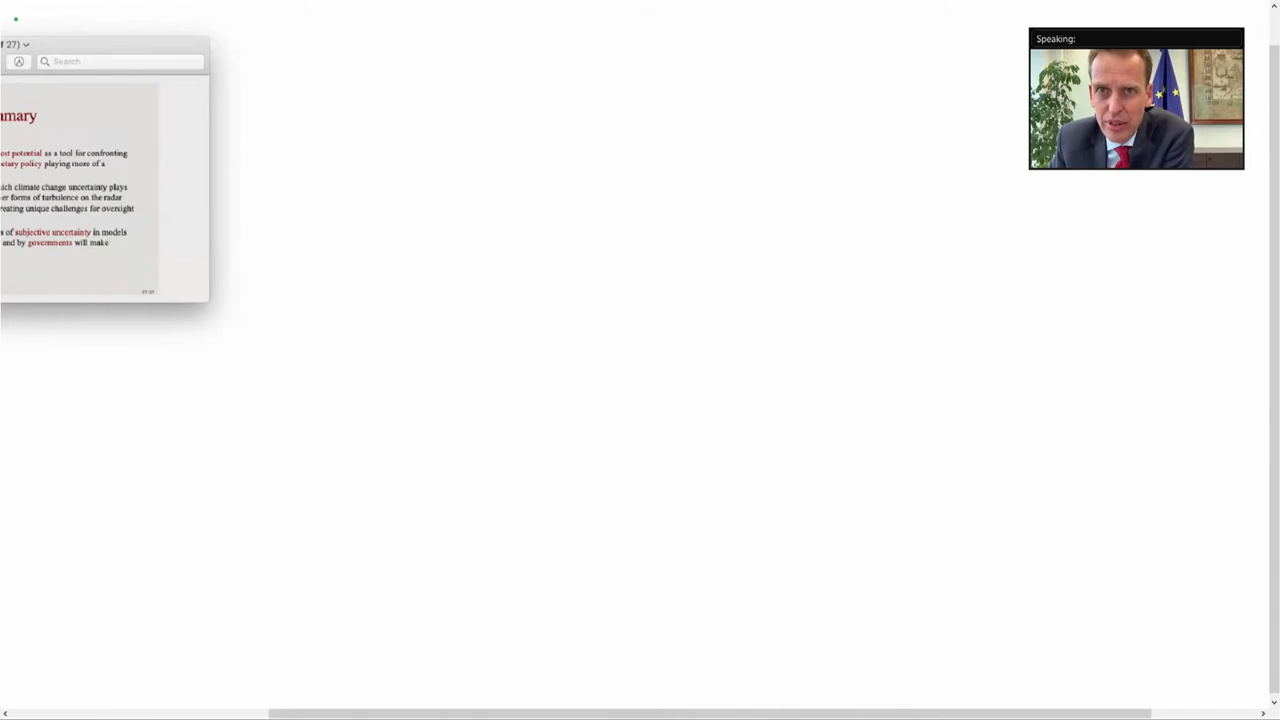 27)
Search
Speaking:
mmary
est potential as a tool for confronting
etary policy playing more of a
ich climate change uncertainty plays
er forms of turbulence on the radar
reating unique challenges for oversight
s of subjective uncertainty in models
and by governments will make